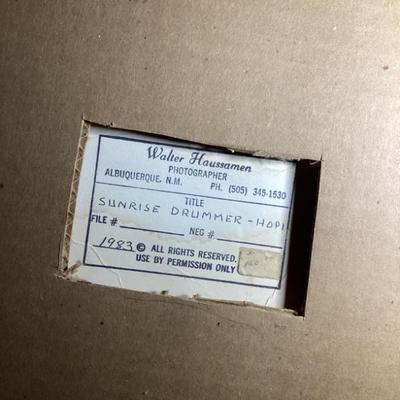 Walter Haussamen
PHOTOGRAPHER
ALBUQUERQUE, N.M. PH. (505) 345-1530
TITLE
SUNRISE DRUMMER - HOPI
FILE # NEG #
1983 © ALL RIGHTS RESERVED.
USE BY PERMISSION ONLY